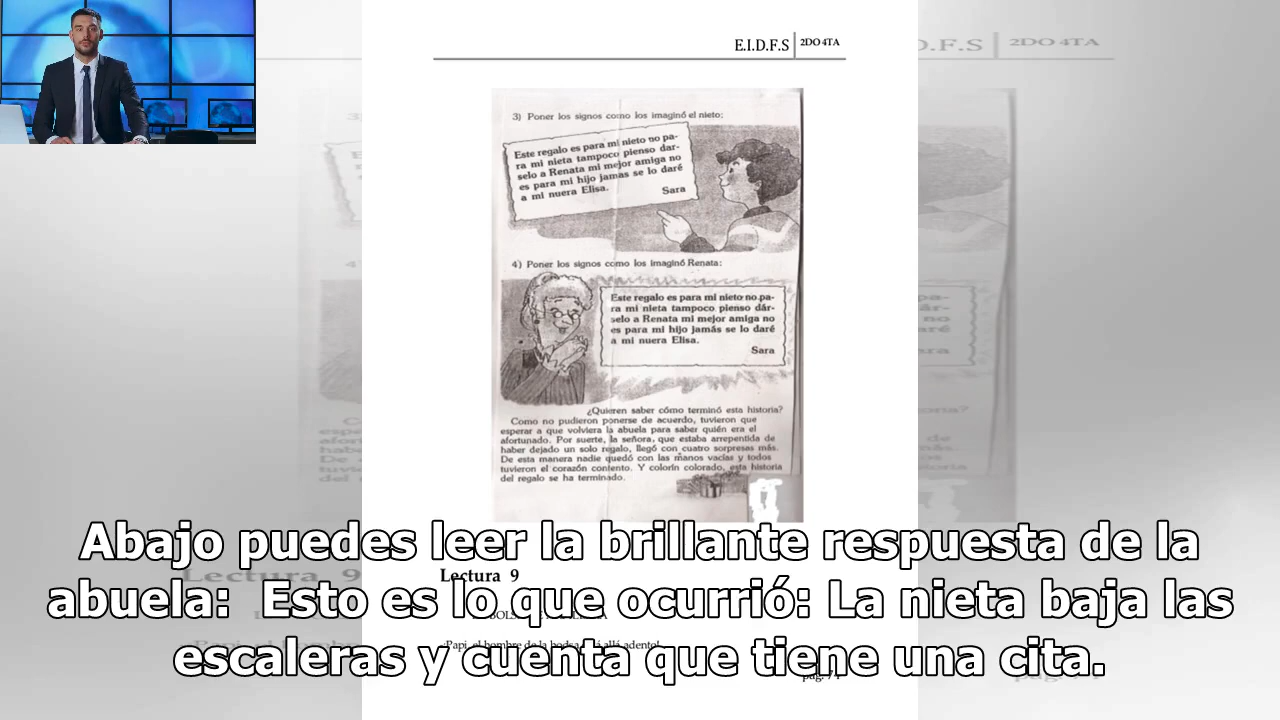 E.I.D.F.S
2DO 4TA
3) Poner los signos como los imaginó el nieto:
Este regalo es para mi nieto no pa-
ra mi nieta tampoco pienso dar-
selo a Renata mi mejor amiga no
es para mi hijo jamas se lo daré
a mi nuera Elisa.
Sara
4) Poner los signos como los imaginó Renata:
Este regalo es para mi nieto no pa-
ra mi nieta tampoco pienso dár-
selo a Renata mi mejor amiga no
es para mi hijo jamás se lo daré
a mi nuera Elisa.
Sara
¿Quieren saber cómo terminó esta historia?
Como no pudieron ponerse de acuerdo, tuvieron que
esperar a que volviera la abuela para saber quién era el
afortunado. Por suerte, la señora, que estaba arrepentida de
haber dejado un solo regalo, llegó con cuatro sorpresas más.
De esta manera nadie quedó con las manos vacías y todos
tuvieron el corazón contento. Y colorín colorado, esta historia
del regalo se ha terminado.
Lectura 9
Abajo puedes leer la brillante respuesta de la
abuela: Esto es lo que ocurrió: La nieta baja las
escaleras y cuenta que tiene una cita.